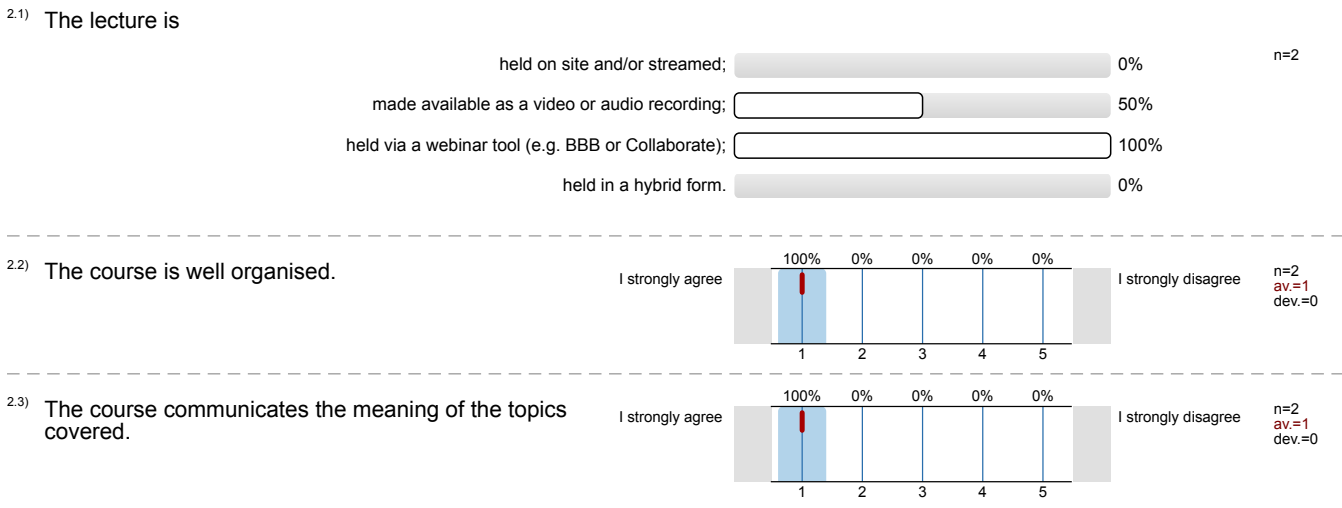 2.1) The lecture is
held on site and/or streamed; 0% n=2
made available as a video or audio recording; 50%
held via a webinar tool (e.g. BBB or Collaborate); 100%
held in a hybrid form. 0%
2.2) The course is well organised.
100% 0% 0% 0% 0%
I strongly agree I strongly disagree
n=2
av.=1
dev.=0
1 2 3 4 5
2.3) The course communicates the meaning of the topics
covered.
100% 0% 0% 0% 0%
I strongly agree I strongly disagree
n=2
av.=1
dev.=0
1 2 3 4 5